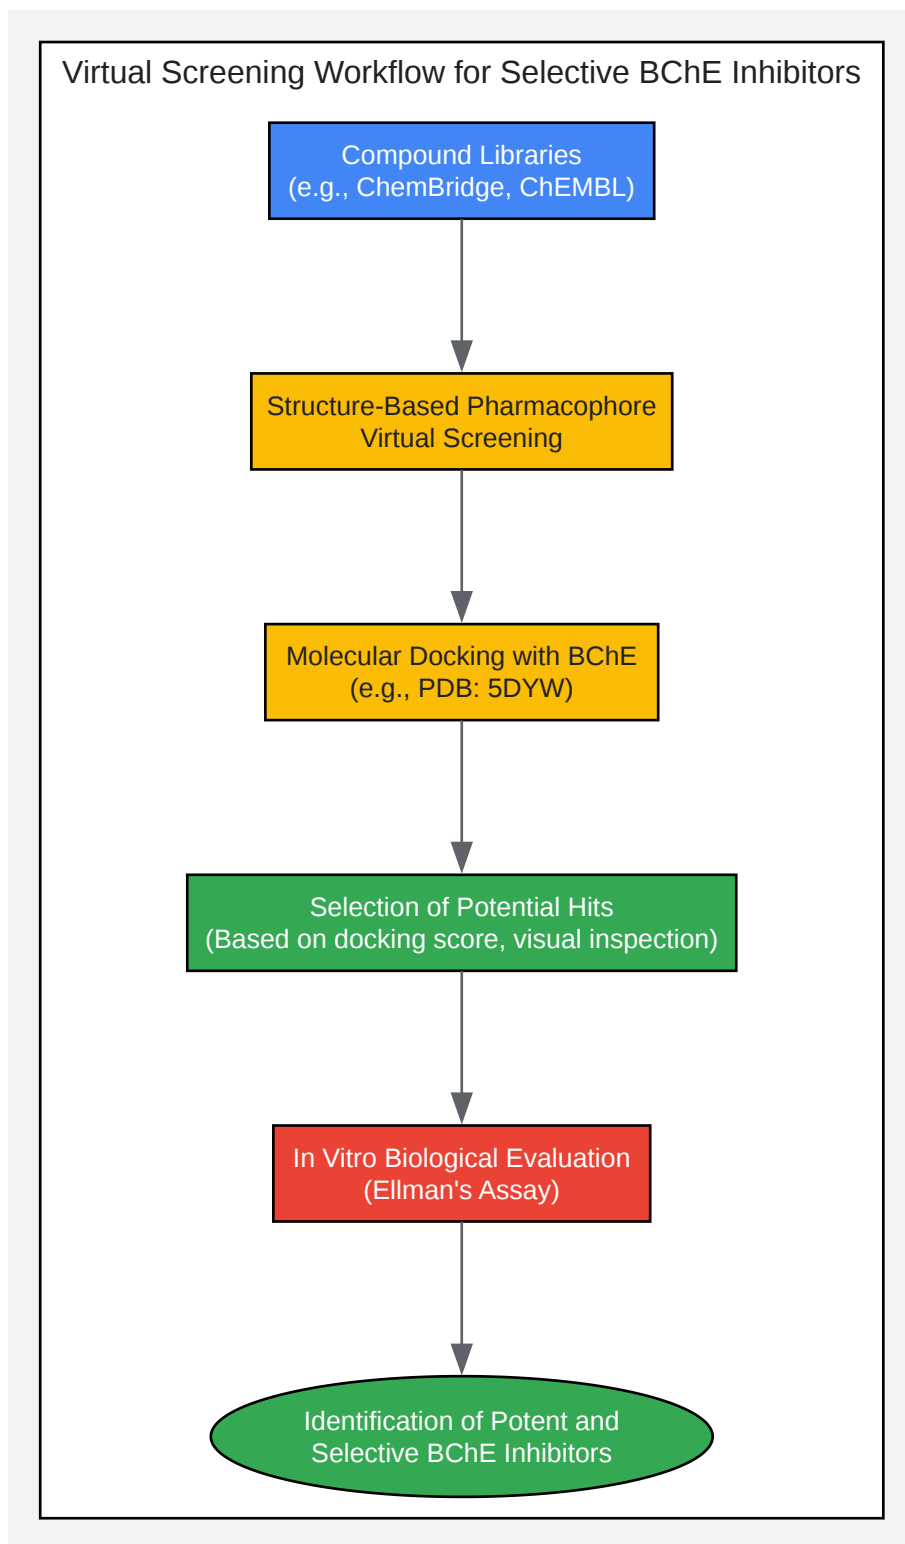 Virtual Screening Workflow for Selective BChE Inhibitors
Compound Libraries
(e.g., ChemBridge, ChEMBL)
Structure-Based Pharmacophore
Virtual Screening
Molecular Docking with BChE
(e.g., PDB: 5DYW)
Selection of Potential Hits
(Based on docking score, visual inspection)
In Vitro Biological Evaluation
(Ellman's Assay)
Identification of Potent and
Selective BChE Inhibitors